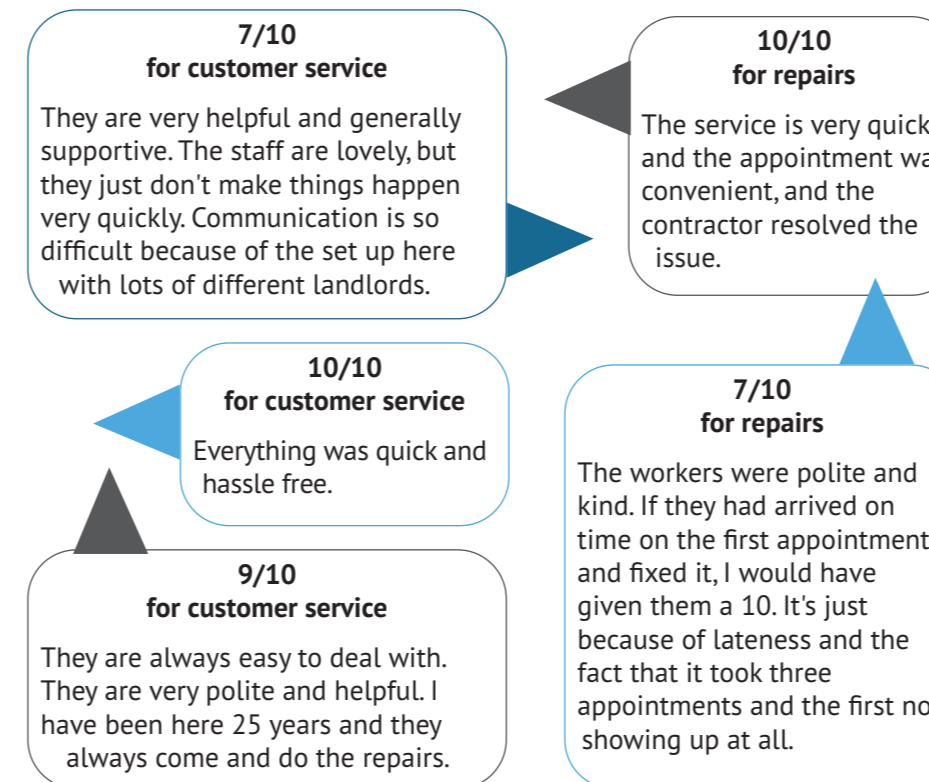 7/10
for customer service
They are very helpful and generally
supportive. The staff are lovely, but
they just don't make things happen
very quickly. Communication is so
difficult because of the set up here
with lots of different landlords.
10/10
for repairs
The service is very quick
and the appointment wa
convenient, and the
contractor resolved the
issue.
10/10
for customer service
Everything was quick and
hassle free.
7/10
for repairs
The workers were polite and
kind. If they had arrived on
time on the first appointment
and fixed it, I would have
given them a 10. It's just
because of lateness and the
fact that it took three
appointments and the first no
showing up at all.
9/10
for customer service
They are always easy to deal with.
They are very polite and helpful. I
have been here 25 years and they
always come and do the repairs.